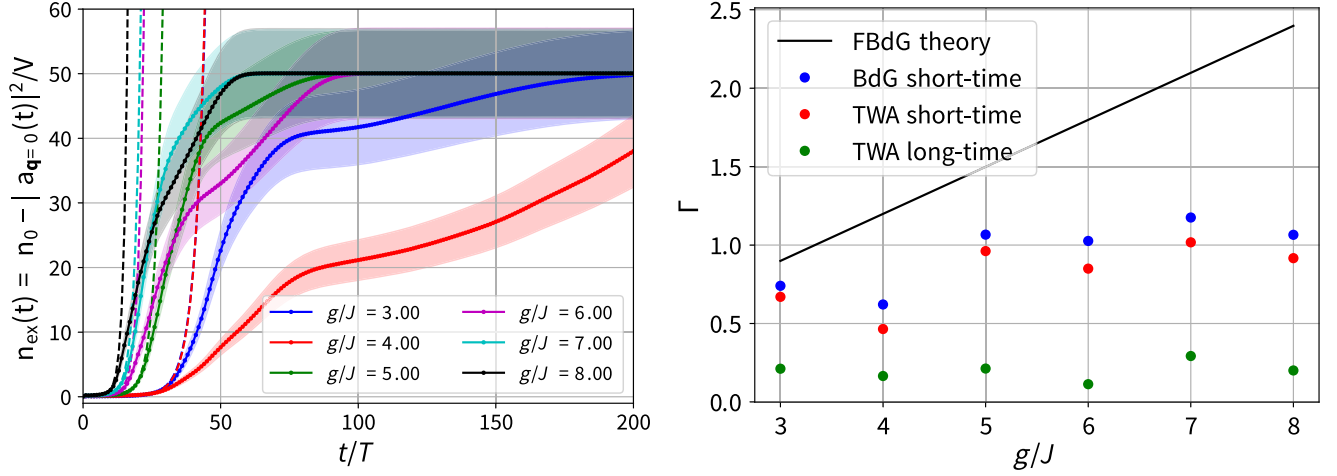 n_ex(t) = n_0 − | a_q=0(t)|^2/V
60
50
40
30
20
10
0
g/J = 3.00
g/J = 4.00
g/J = 5.00
g/J = 6.00
g/J = 7.00
g/J = 8.00
0 50 100 150 200
t/T
Γ
2.5
2.0
1.5
1.0
0.5
0.0
FBdG theory
BdG short-time
TWA short-time
TWA long-time
3 4 5 6 7 8
g/J